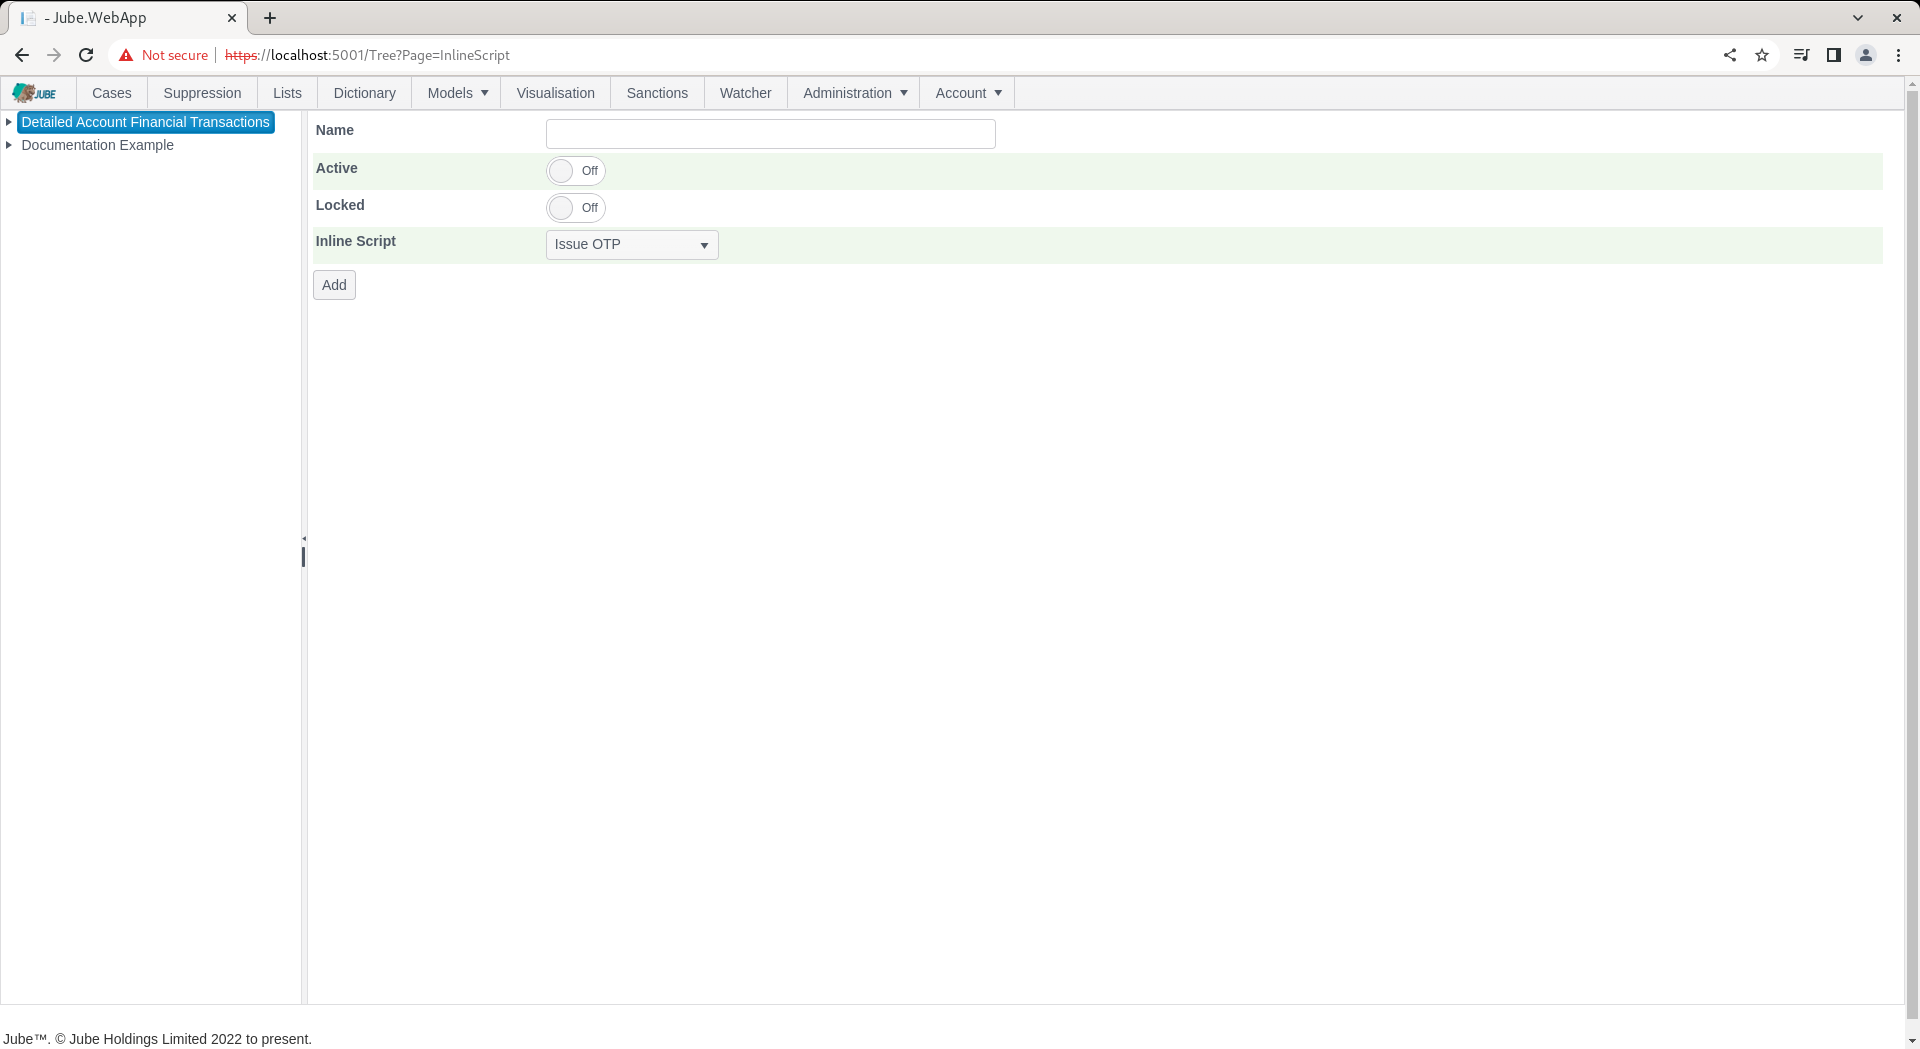 - Jube.WebApp
Not secure https://localhost:5001/Tree?Page=InlineScript
JUBE Cases Suppression Lists Dictionary Models Visualisation Sanctions Watcher Administration Account
Detailed Account Financial Transactions
Documentation Example
Name
Active Off
Locked Off
Inline Script Issue OTP
Add
Jube™. © Jube Holdings Limited 2022 to present.